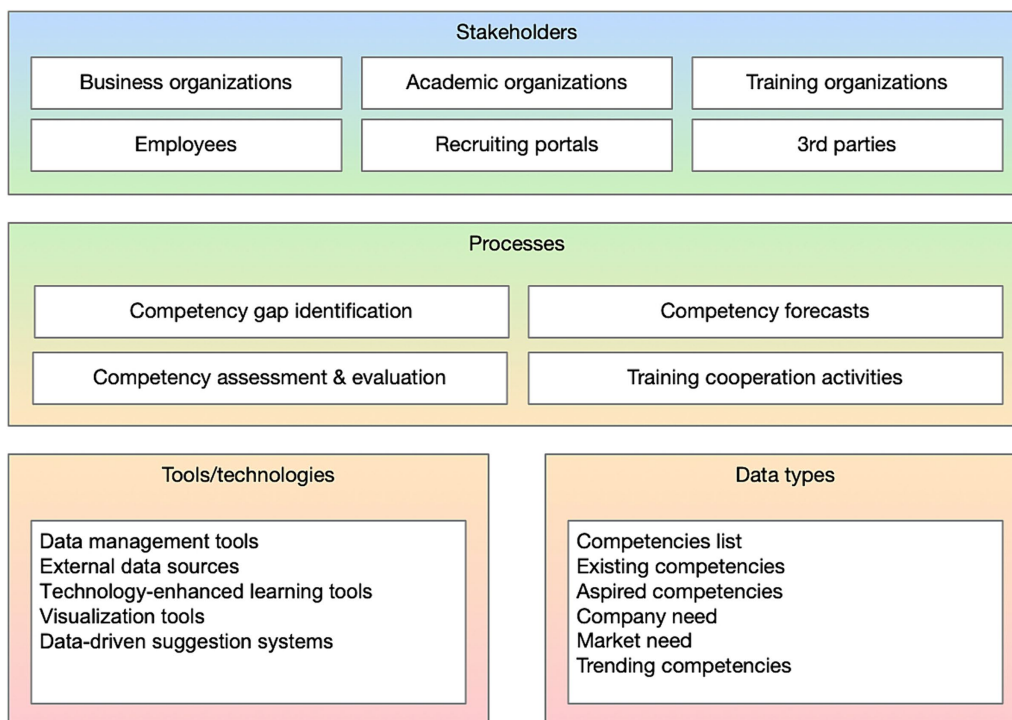 Stakeholders
Business organizations
Academic organizations
Training organizations
Employees
Recruiting portals
3rd parties
Processes
Competency gap identification
Competency forecasts
Competency assessment & evaluation
Training cooperation activities
Tools/technologies
Data management tools
External data sources
Technology-enhanced learning tools
Visualization tools
Data-driven suggestion systems
Data types
Competencies list
Existing competencies
Aspired competencies
Company need
Market need
Trending competencies